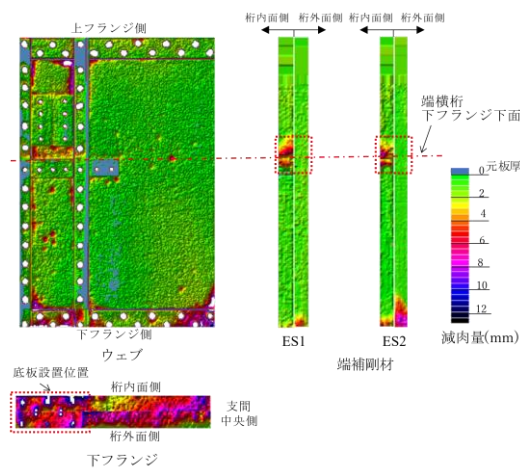 上フランジ側
桁内面側 桁外面側 桁内面側 桁外面側
端横桁
下フランジ下面
元板厚
0
2
4
6
8
10
12
減肉量(mm)
下フランジ側
ウェブ
ES1
ES2
端補剛材
底板設置位置
桁内面側
支間
中央側
桁外面側
下フランジ